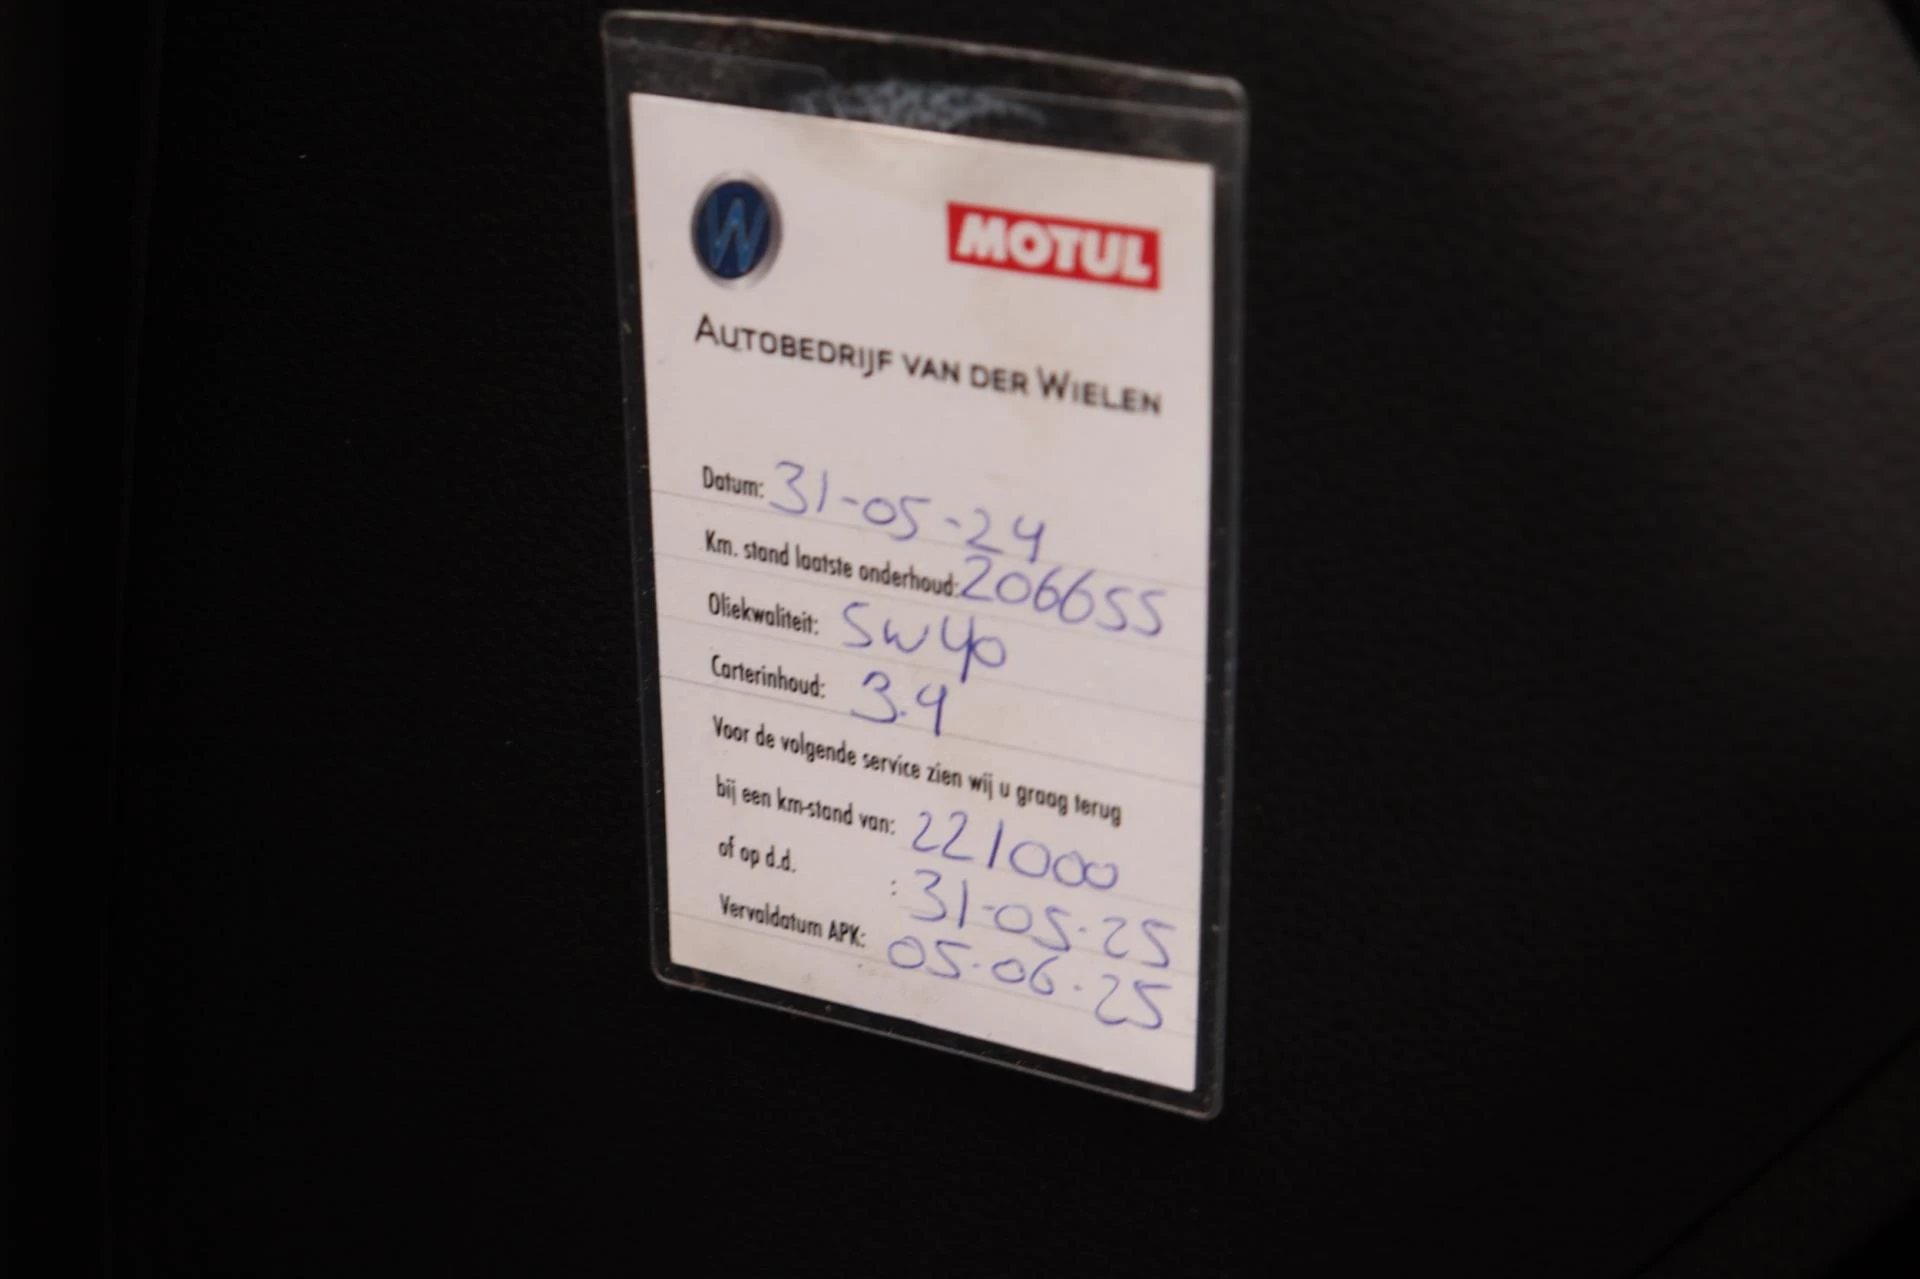 W
MOTUL
AUTOBEDRIJF VAN DER WIELEN
Datum: 31-05-24
Km. stand laatste onderhoud: 206655
Oliekwaliteit: 5w40
Carterinhoud: 3.4
Voor de volgende service zien wij u graag terug
bij een km-stand van: 221000
of op d.d. : 31-05-25
Vervaldatum APK: 05-06-25